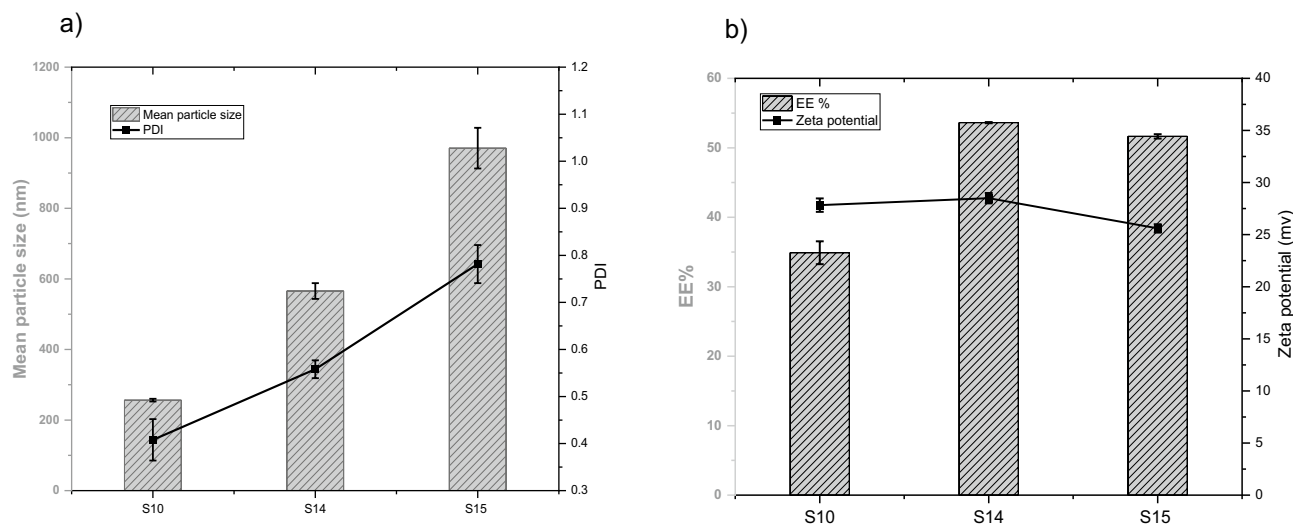 a)
Mean particle size (nm)
1200
1000
800
600
400
200
0
Mean particle size
PDI
1.2
1.1
1.0
0.9
0.8
0.7
0.6
0.5
0.4
0.3
PDI
S10
S14
S15
b)
EE%
60
50
40
30
20
10
0
EE %
Zeta potential
40
35
30
25
20
15
10
5
0
Zeta potential (mv)
S10
S14
S15